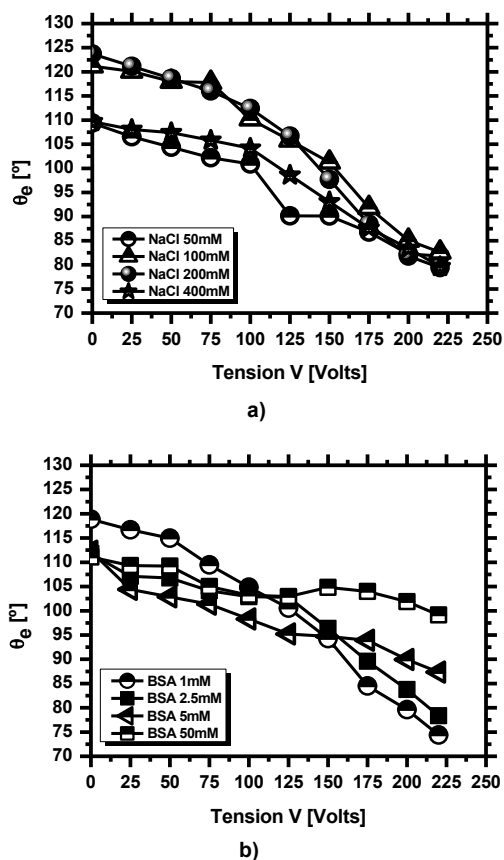 130
125
120
115
110
105
100
95
90
85
80
75
70
θe [°]
NaCl 50mM
NaCl 100mM
NaCl 200mM
NaCl 400mM
0 25 50 75 100 125 150 175 200 225 250
Tension V [Volts]
a)
130
125
120
115
110
105
100
95
90
85
80
75
70
θe [°]
BSA 1mM
BSA 2.5mM
BSA 5mM
BSA 50mM
0 25 50 75 100 125 150 175 200 225 250
Tension V [Volts]
b)